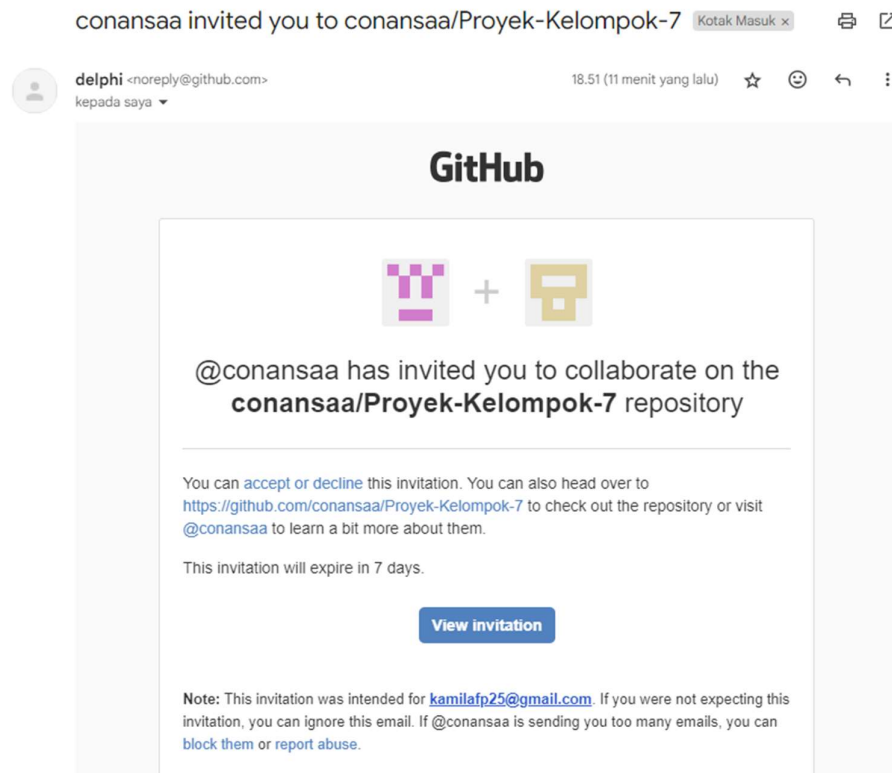 conansaa invited you to conansaa/Proyek-Kelompok-7 Kotak Masuk ×
delphi <noreply@github.com> 18.51 (11 menit yang lalu)
kepada saya
GitHub
+
@conansaa has invited you to collaborate on the
conansaa/Proyek-Kelompok-7 repository
You can accept or decline this invitation. You can also head over to
https://github.com/conansaa/Proyek-Kelompok-7 to check out the repository or visit
@conansaa to learn a bit more about them.
This invitation will expire in 7 days.
View invitation
Note: This invitation was intended for kamilafp25@gmail.com. If you were not expecting this
invitation, you can ignore this email. If @conansaa is sending you too many emails, you can
block them or report abuse.